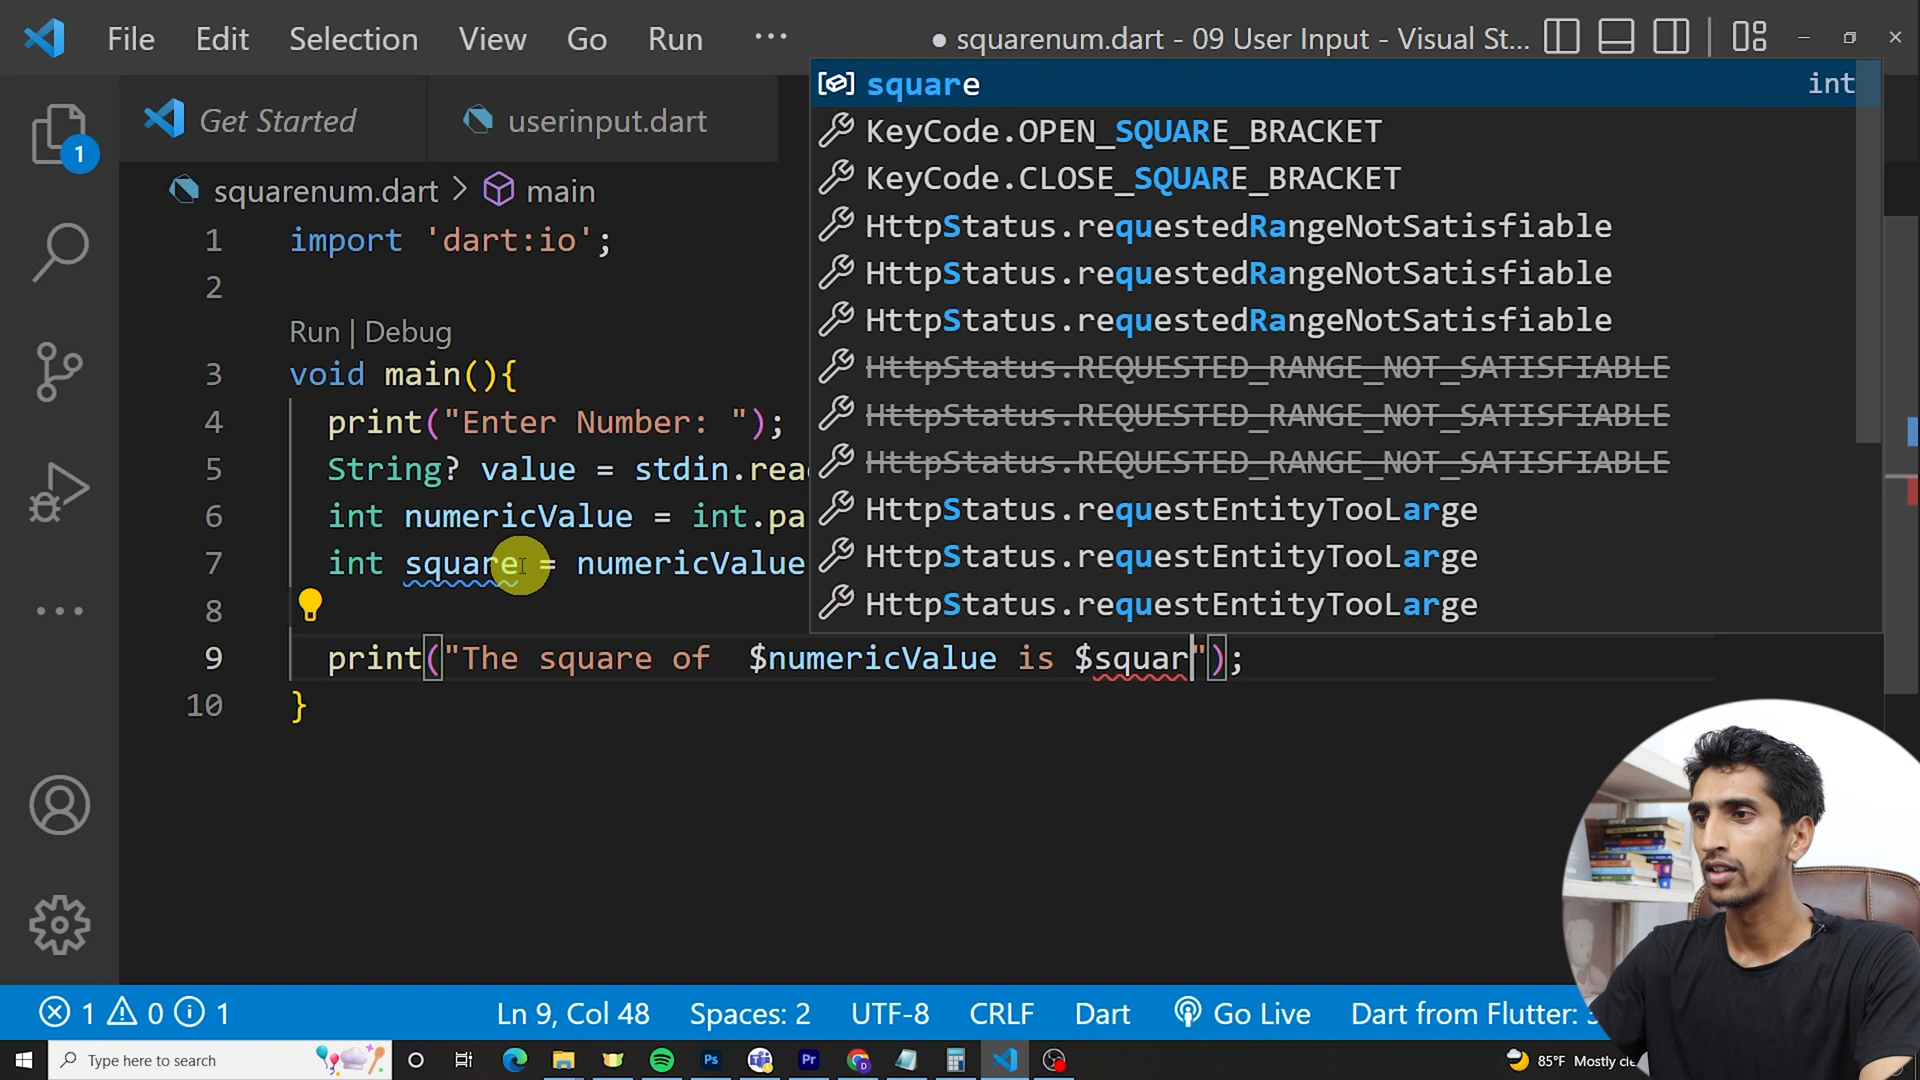 File Edit Selection View Go Run ···
● squarenum.dart - 09 User Input - Visual St...
Get Started
userinput.dart
square int
KeyCode.OPEN_SQUARE_BRACKET
KeyCode.CLOSE_SQUARE_BRACKET
HttpStatus.requestedRangeNotSatisfiable
HttpStatus.requestedRangeNotSatisfiable
HttpStatus.requestedRangeNotSatisfiable
HttpStatus.REQUESTED_RANGE_NOT_SATISFIABLE
HttpStatus.REQUESTED_RANGE_NOT_SATISFIABLE
HttpStatus.REQUESTED_RANGE_NOT_SATISFIABLE
HttpStatus.requestEntityTooLarge
HttpStatus.requestEntityTooLarge
HttpStatus.requestEntityTooLarge
1
squarenum.dart > main
1 import 'dart:io';
2
Run | Debug
3 void main(){
4 print("Enter Number: ");
5 String? value = stdin.rea
6 int numericValue = int.pa
7 int square = numericValue
8
9 print("The square of  $numericValue is $squar");
10 }
1 0 1
Ln 9, Col 48
Spaces: 2
UTF-8
CRLF
Dart
Go Live
Dart from Flutter:
Type here to search
85°F Mostly cle